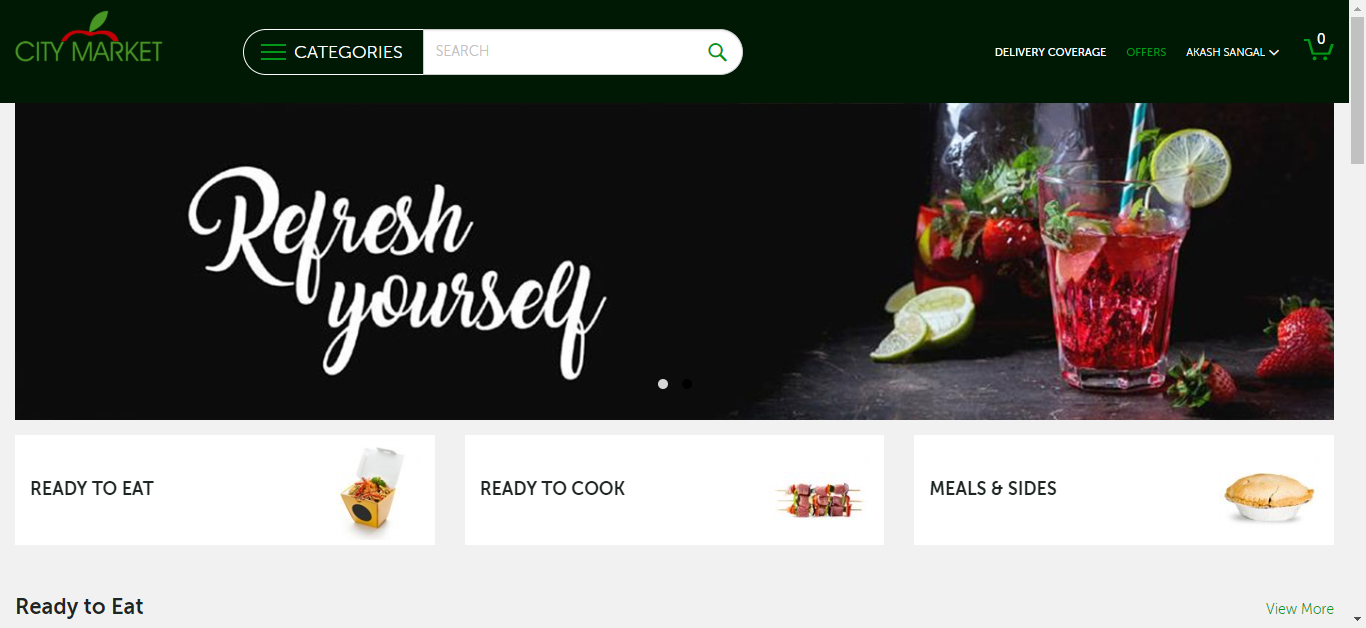 CITY MARKET
CATEGORIES
SEARCH
DELIVERY COVERAGE
OFFERS
AKASH SANGAL
0
Refresh
yourself
READY TO EAT
READY TO COOK
MEALS & SIDES
Ready to Eat
View More